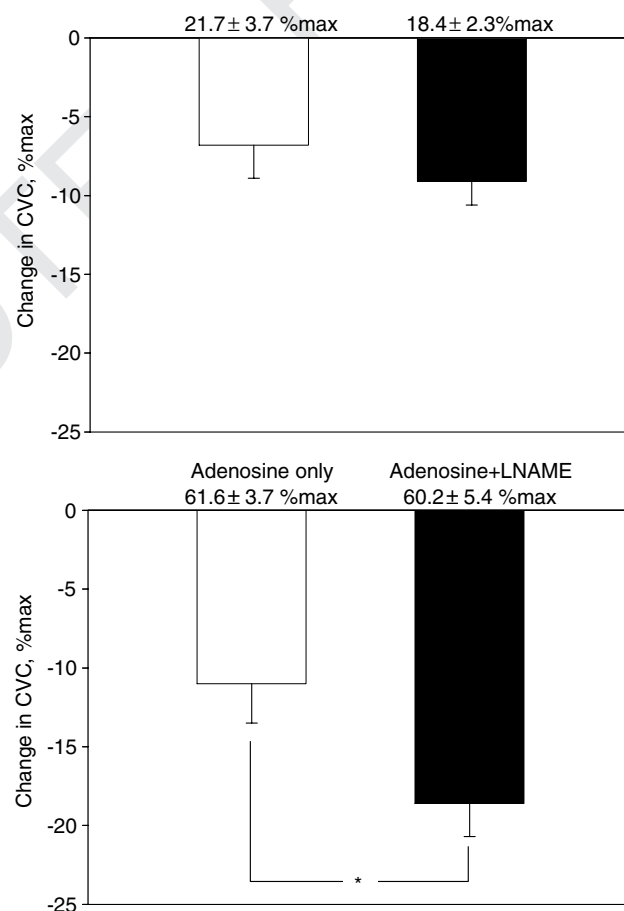 21.7 ± 3.7 %max 18.4 ± 2.3%max
0
-5
-10
-15
-20
-25
Change in CVC, %max
Adenosine only Adenosine+LNAME
61.6 ± 3.7 %max 60.2 ± 5.4 %max
0
-5
-10
-15
-20
-25
Change in CVC, %max
*